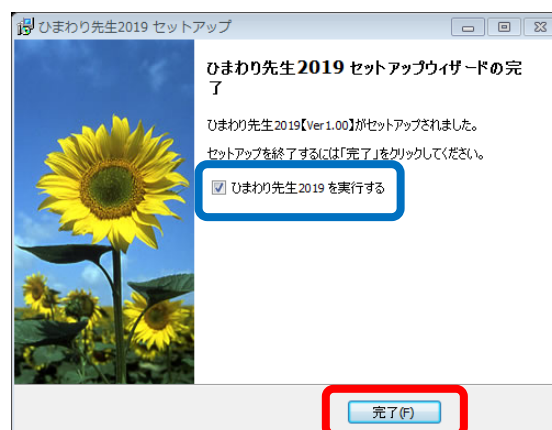 ひまわり先生2019 セットアップ
ひまわり先生2019 セットアップウィザードの完
了
ひまわり先生2019【Ver1.00】がセットアップされました。
セットアップを終了するには「完了」をクリックしてください。
ひまわり先生2019 を実行する
完了(F)